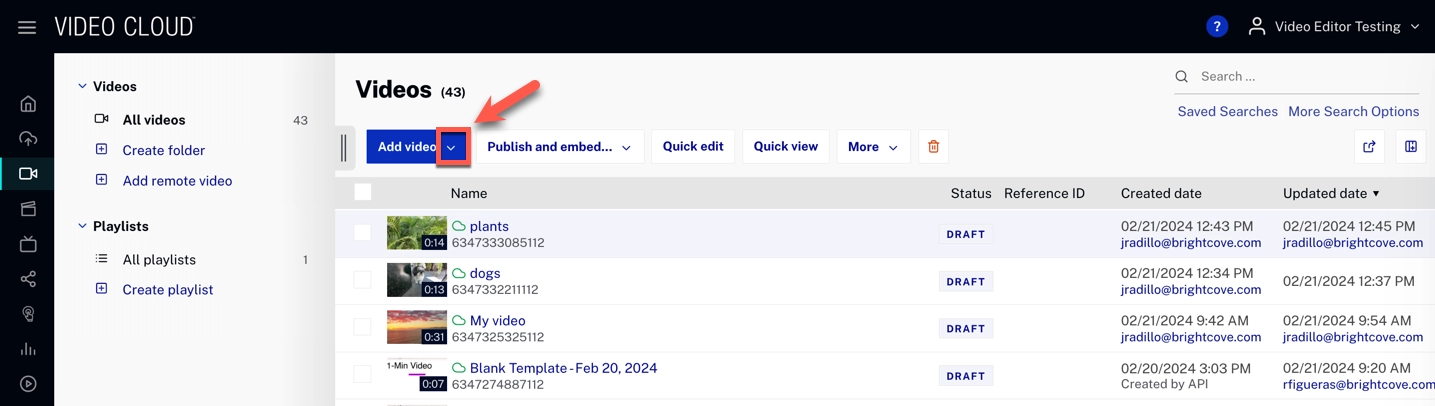 VIDEO CLOUD
?
Video Editor Testing
Videos
All videos 43
Create folder
Add remote video
Playlists
All playlists 1
Create playlist
Videos (43)
Search ...
Saved Searches More Search Options
Add video Publish and embed... Quick edit Quick view More
Name Status Reference ID Created date Updated date
0:14 plants DRAFT 02/21/2024 12:43 PM 02/21/2024 12:45 PM
6347333085112 jradillo@brightcove.com jradillo@brightcove.com
0:13 dogs DRAFT 02/21/2024 12:34 PM 02/21/2024 12:37 PM
6347332211112 jradillo@brightcove.com
0:31 My video DRAFT 02/21/2024 9:42 AM 02/21/2024 9:54 AM
6347325325112 jradillo@brightcove.com jradillo@brightcove.com
1-Min Video
0:07 Blank Template - Feb 20, 2024 DRAFT 02/20/2024 3:03 PM 02/21/2024 9:20 AM
6347274887112 Created by API rfigueras@brightcove.com